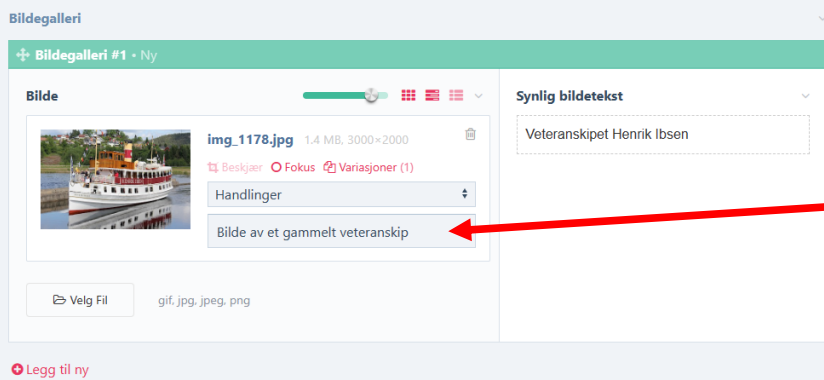 Bildegalleri
Bildegalleri #1 • Ny
Bilde
img_1178.jpg 1.4 MB, 3000×2000
Beskjær Fokus Variasjoner (1)
Handlinger
Bilde av et gammelt veteranskip
Velg Fil gif, jpg, jpeg, png
Synlig bildetekst
Veteranskipet Henrik Ibsen
Legg til ny